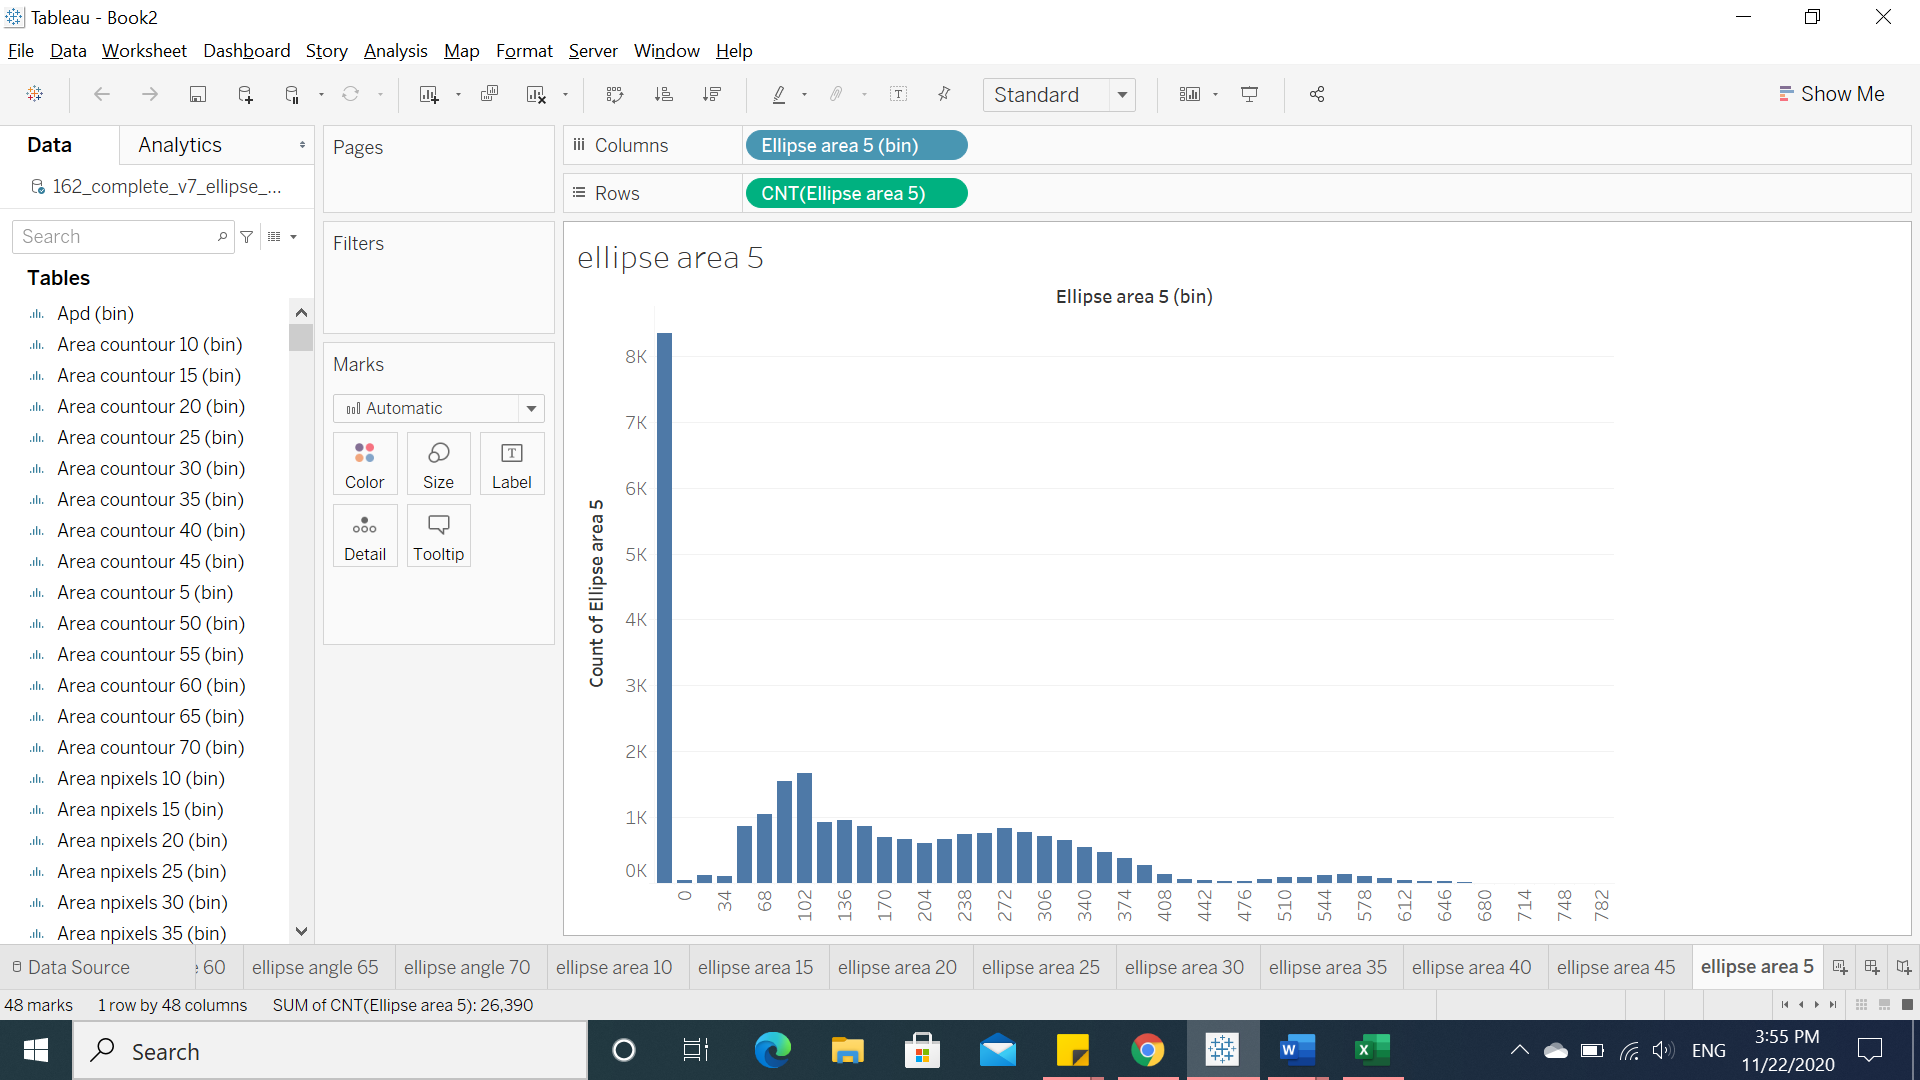 Tableau - Book2
File Data Worksheet Dashboard Story Analysis Map Format Server Window Help
Standard
Show Me
Data Analytics
162_complete_v7_ellipse_...
Search
Tables
Apd (bin)
Area countour 10 (bin)
Area countour 15 (bin)
Area countour 20 (bin)
Area countour 25 (bin)
Area countour 30 (bin)
Area countour 35 (bin)
Area countour 40 (bin)
Area countour 45 (bin)
Area countour 5 (bin)
Area countour 50 (bin)
Area countour 55 (bin)
Area countour 60 (bin)
Area countour 65 (bin)
Area countour 70 (bin)
Area npixels 10 (bin)
Area npixels 15 (bin)
Area npixels 20 (bin)
Area npixels 25 (bin)
Area npixels 30 (bin)
Area npixels 35 (bin)
Pages
Filters
Marks
Automatic
Color Size Label
Detail Tooltip
Columns Ellipse area 5 (bin)
Rows CNT(Ellipse area 5)
ellipse area 5
Ellipse area 5 (bin)
Count of Ellipse area 5
8K
7K
6K
5K
4K
3K
2K
1K
0K
0 34 68 102 136 170 204 238 272 306 340 374 408 442 476 510 544 578 612 646 680 714 748 782
Data Source 60 ellipse angle 65 ellipse angle 70 ellipse area 10 ellipse area 15 ellipse area 20 ellipse area 25 ellipse area 30 ellipse area 35 ellipse area 40 ellipse area 45 ellipse area 5
48 marks 1 row by 48 columns SUM of CNT(Ellipse area 5): 26,390
Search
ENG
3:55 PM
11/22/2020